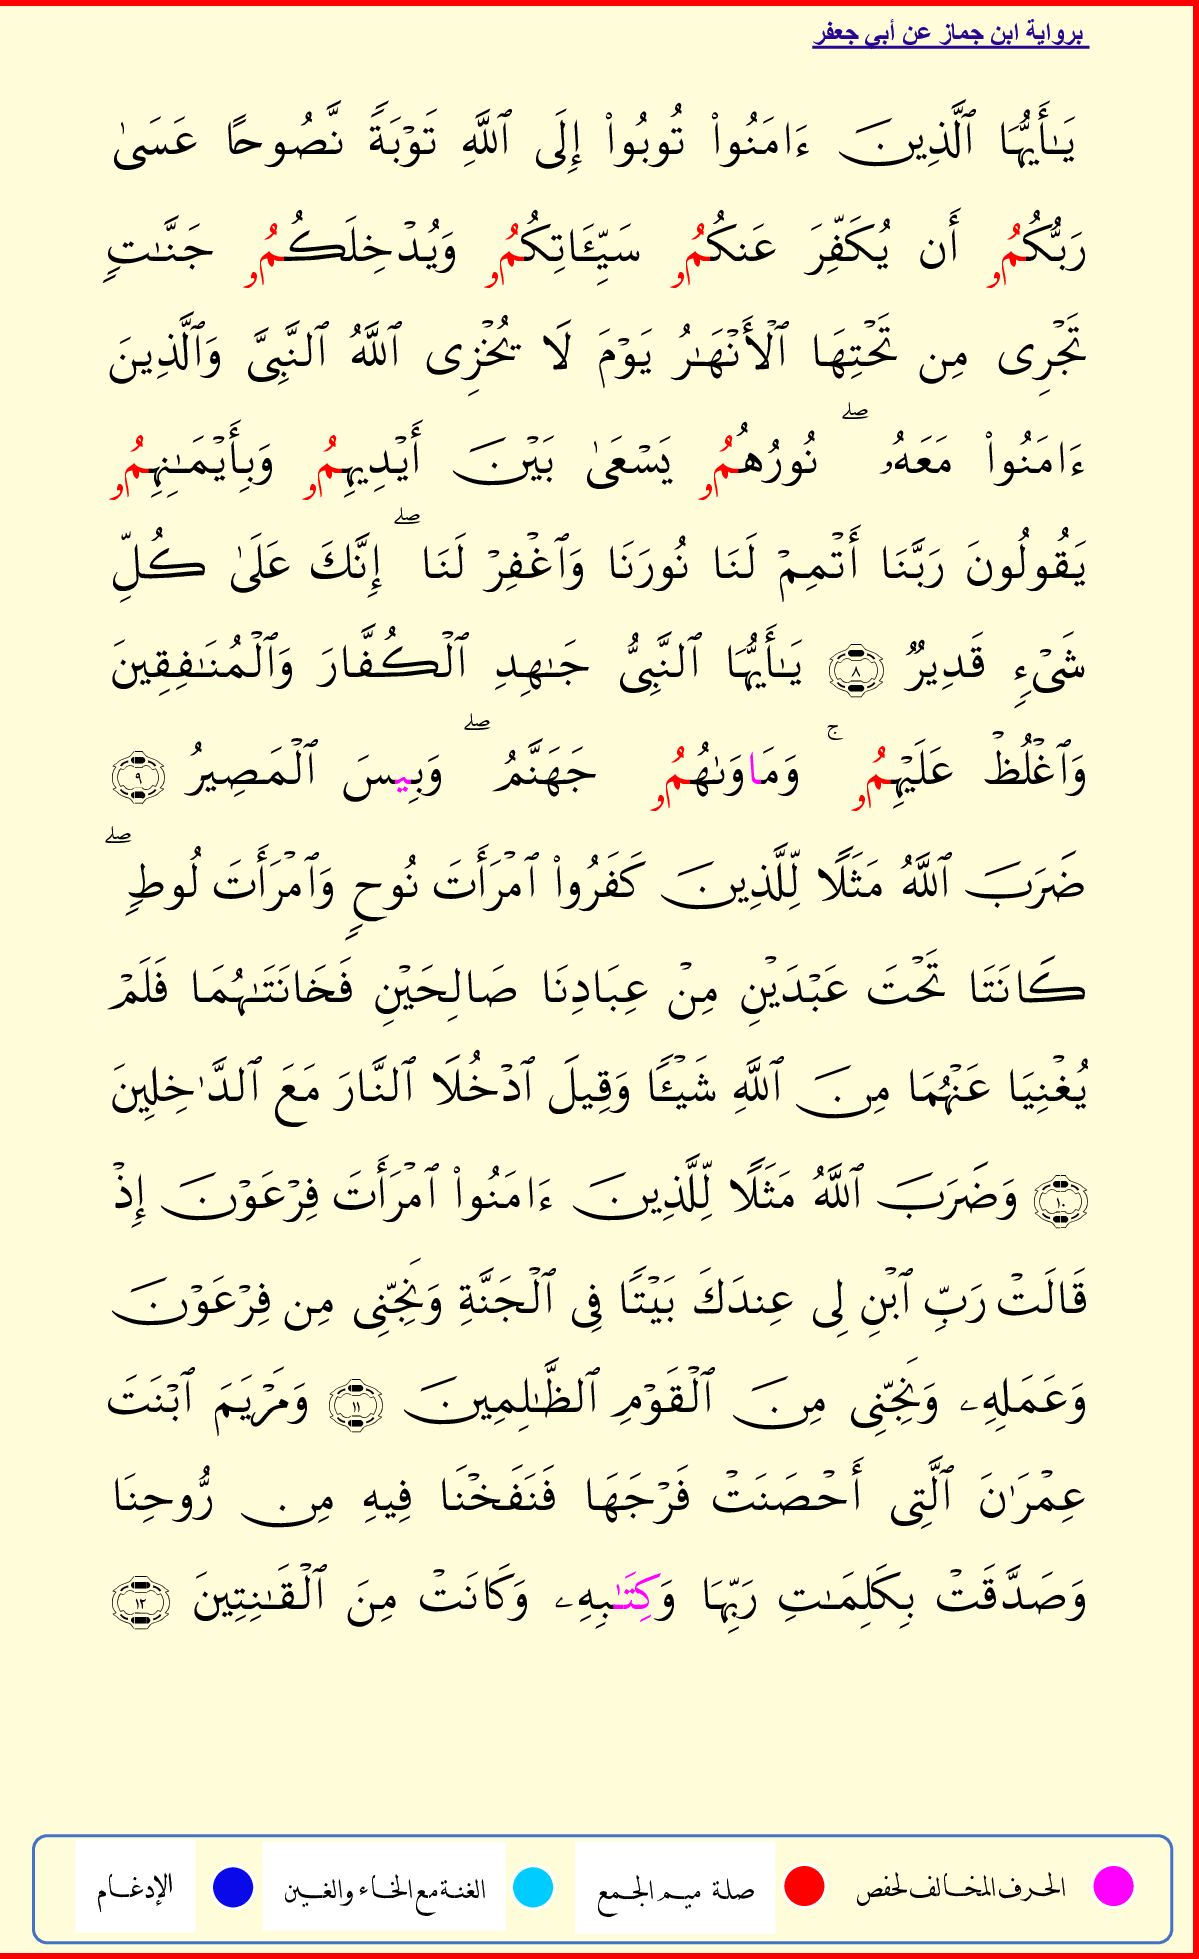 برواية ابن جماز عن أبي جعفر
يَـٰٓأَيُّهَا ٱلَّذِينَ ءَامَنُوا۟ تُوبُوا۟ إِلَى ٱللَّهِ تَوْبَةً نَّصُوحًا عَسَىٰ
رَبُّكُمُو أَن يُكَفِّرَ عَنكُمُو سَيِّـَٔاتِكُمُو وَيُدْخِلَكُمُو جَنَّـٰتٍ
تَجْرِى مِن تَحْتِهَا ٱلْأَنْهَـٰرُ يَوْمَ لَا يُخْزِى ٱللَّهُ ٱلنَّبِىَّ وَٱلَّذِينَ
ءَامَنُوا۟ مَعَهُۥ ۖ نُورُهُمُو يَسْعَىٰ بَيْنَ أَيْدِيهِمُو وَبِأَيْمَـٰنِهِمُو
يَقُولُونَ رَبَّنَا أَتْمِمْ لَنَا نُورَنَا وَٱغْفِرْ لَنَا ۖ إِنَّكَ عَلَىٰ كُلِّ
شَىْءٍ قَدِيرٌ ٨ يَـٰأَيُّهَا ٱلنَّبِىُّ جَـٰهِدِ ٱلْكُفَّارَ وَٱلْمُنَـٰفِقِينَ
وَٱغْلُظْ عَلَيْهِمُو ۚ وَمَاوَىٰهُمُو جَهَنَّمُ ۖ وَبِيسَ ٱلْمَصِيرُ ٩
ضَرَبَ ٱللَّهُ مَثَلًا لِّلَّذِينَ كَفَرُوا۟ ٱمْرَأَتَ نُوحٍ وَٱمْرَأَتَ لُوطٍ ۖ
كَانَتَا تَحْتَ عَبْدَيْنِ مِنْ عِبَادِنَا صَالِحَيْنِ فَخَانَتَـٰهُمَا فَلَمْ
يُغْنِيَا عَنْهُمَا مِنَ ٱللَّهِ شَيْـًٔا وَقِيلَ ٱدْخُلَا ٱلنَّارَ مَعَ ٱلدَّٰخِلِينَ
١٠ وَضَرَبَ ٱللَّهُ مَثَلًا لِّلَّذِينَ ءَامَنُوا۟ ٱمْرَأَتَ فِرْعَوْنَ إِذْ
قَالَتْ رَبِّ ٱبْنِ لِى عِندَكَ بَيْتًا فِى ٱلْجَنَّةِ وَنَجِّنِى مِن فِرْعَوْنَ
وَعَمَلِهِۦ وَنَجِّنِى مِنَ ٱلْقَوْمِ ٱلظَّـٰلِمِينَ ١١ وَمَرْيَمَ ٱبْنَتَ
عِمْرَٰنَ ٱلَّتِى أَحْصَنَتْ فَرْجَهَا فَنَفَخْنَا فِيهِ مِن رُّوحِنَا
وَصَدَّقَتْ بِكَلِمَـٰتِ رَبِّهَا وَكِتَـٰبِهِۦ وَكَانَتْ مِنَ ٱلْقَـٰنِتِينَ ١٢
الحرف المخالف لحفص صلة ميم الجمع الغنة مع الخاء والغين الإدغام